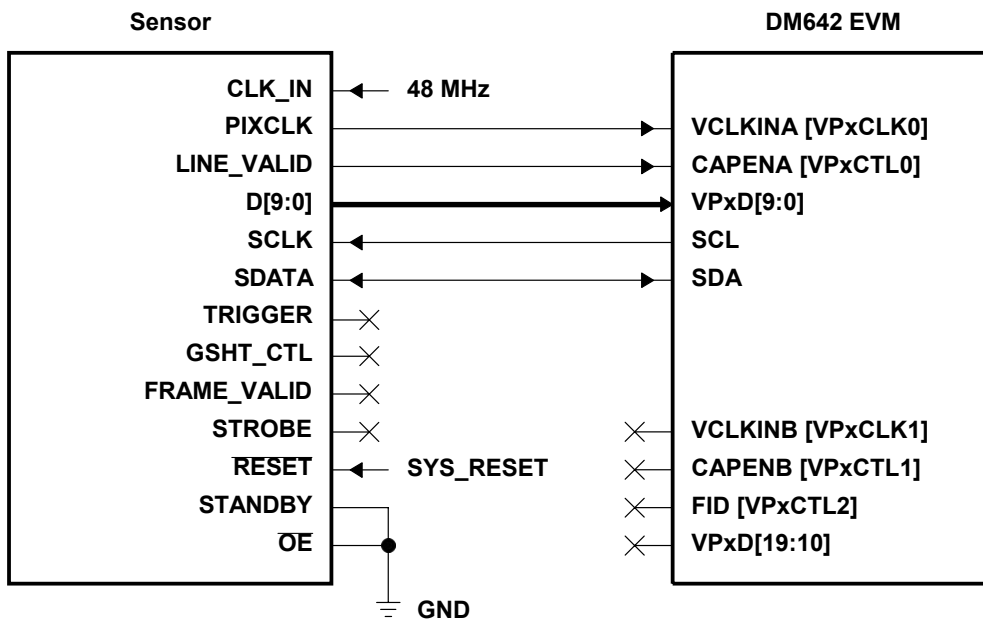 Sensor
DM642 EVM
CLK_IN
48 MHz
PIXCLK
VCLKINA [VPxCLK0]
LINE_VALID
CAPENA [VPxCTL0]
D[9:0]
VPxD[9:0]
SCLK
SCL
SDATA
SDA
TRIGGER
GSHT_CTL
FRAME_VALID
STROBE
VCLKINB [VPxCLK1]
RESET
SYS_RESET
CAPENB [VPxCTL1]
STANDBY
FID [VPxCTL2]
OE
VPxD[19:10]
GND